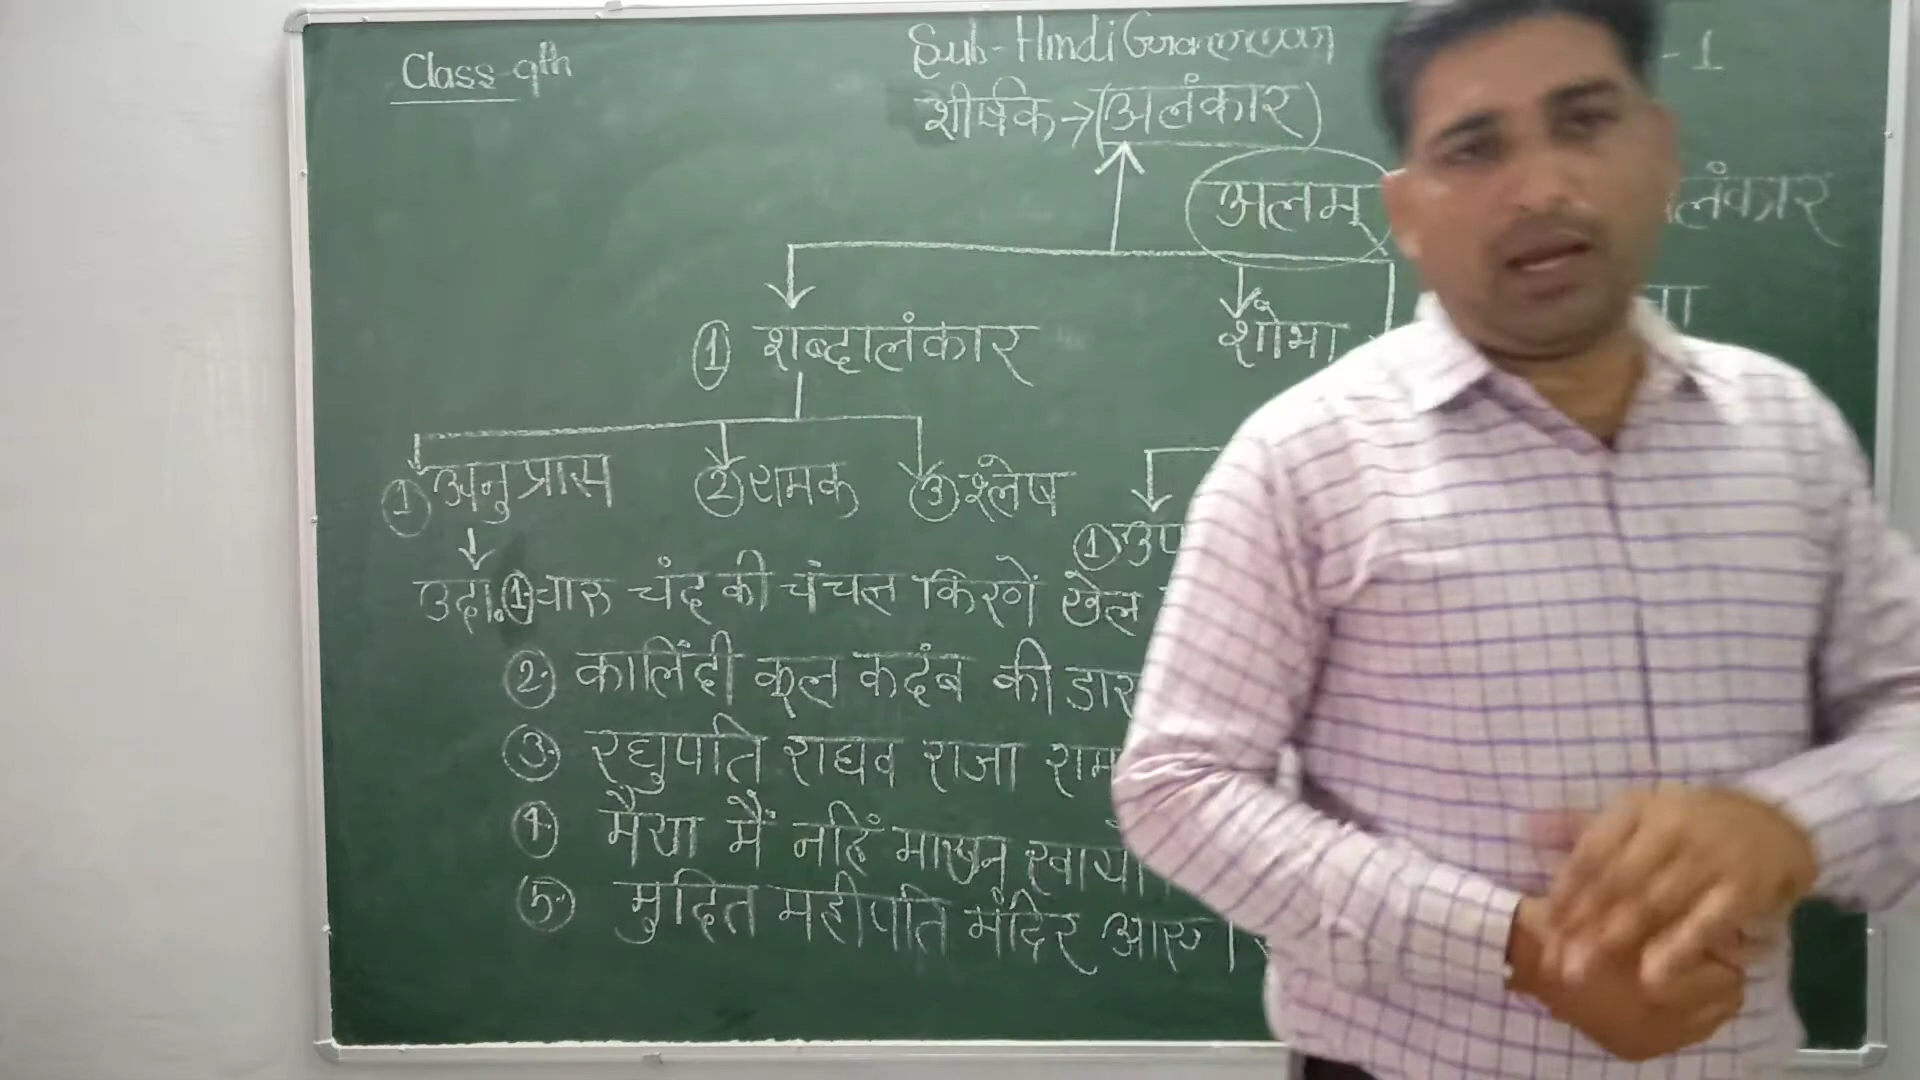 Class 9th
Sub-Hindi Grammar - 1
शीर्षक→(अलंकार)
अलम्
① शब्दालंकार शोभा
① अनुप्रास ② यमक ③ श्लेष
उदा. ① चारु चंद्र की चंचल किरणें खेल
② कालिंदी कूल कदंब की डार
③ रघुपति राघव राजा राम
④ मैया मैं नहिं माखन खायो
⑤ मुदित महीपति मंदिर आए।